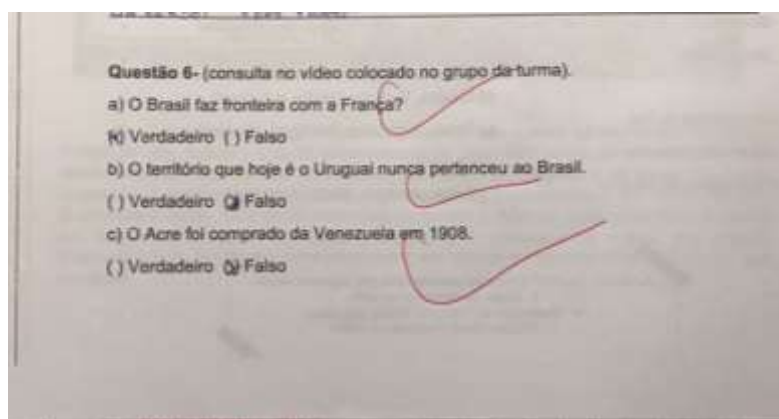 Questão 6- (consulta no vídeo colocado no grupo da turma).
a) O Brasil faz fronteira com a França?
(X) Verdadeiro ( ) Falso
b) O território que hoje é o Uruguai nunca pertenceu ao Brasil.
( ) Verdadeiro (X) Falso
c) O Acre foi comprado da Venezuela em 1908.
( ) Verdadeiro (X) Falso